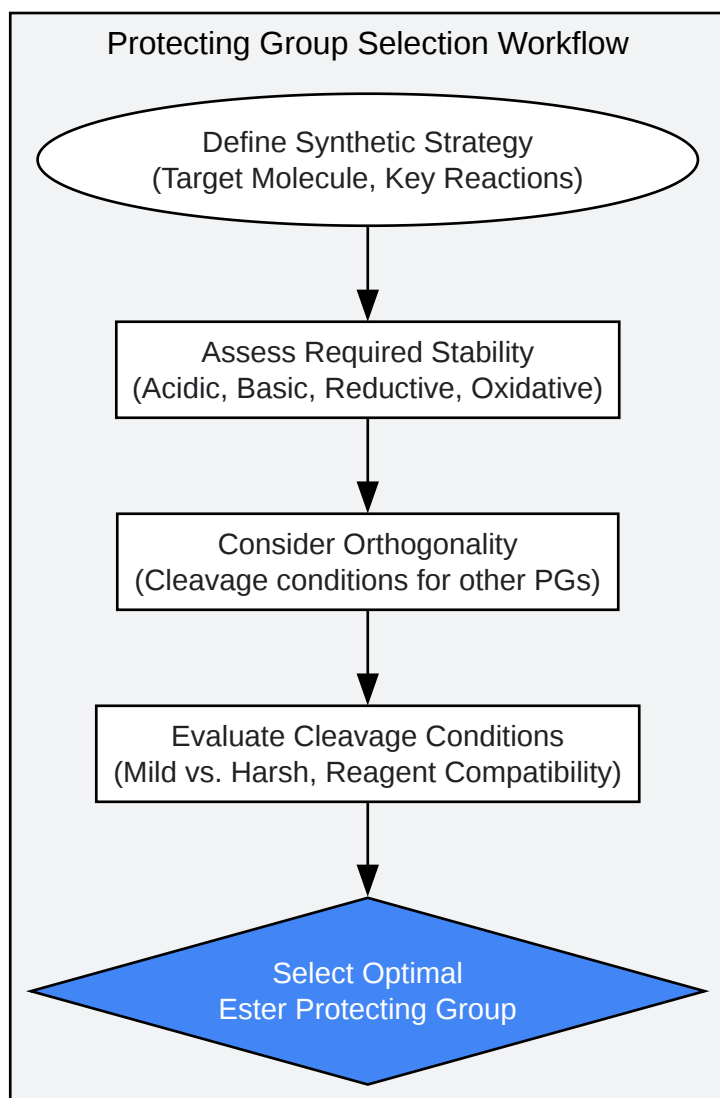 Protecting Group Selection Workflow
Define Synthetic Strategy
(Target Molecule, Key Reactions)
Assess Required Stability
(Acidic, Basic, Reductive, Oxidative)
Consider Orthogonality
(Cleavage conditions for other PGs)
Evaluate Cleavage Conditions
(Mild vs. Harsh, Reagent Compatibility)
Select Optimal
Ester Protecting Group